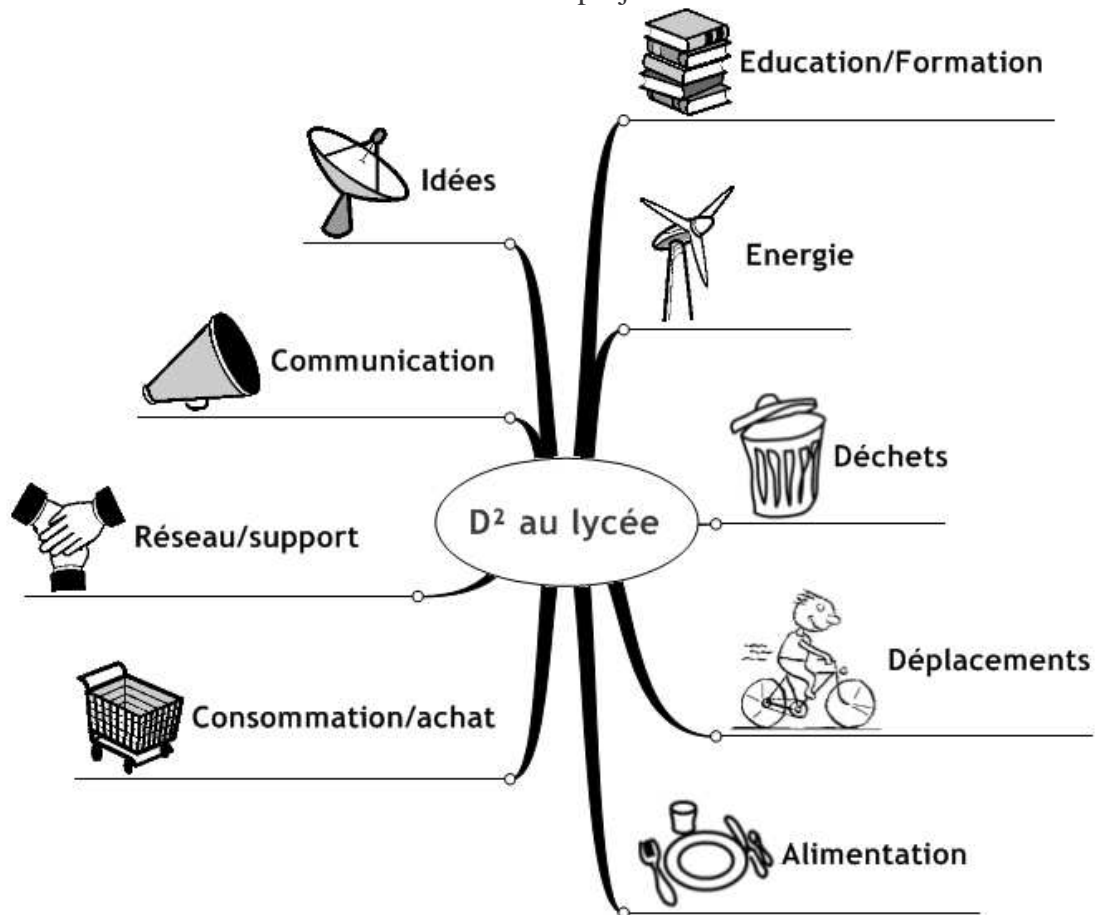 Education/Formation
Idées
Energie
Communication
Déchets
D² au lycée
Réseau/support
Déplacements
Consommation/achat
Alimentation